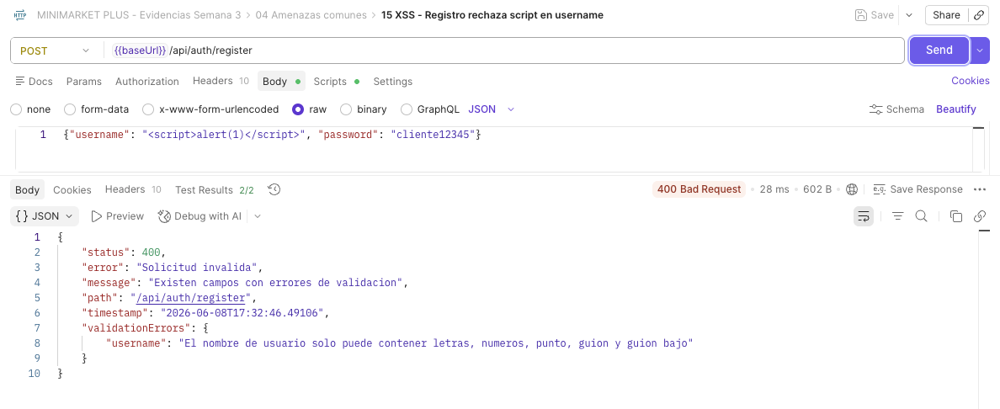 HTTP MINIMARKET PLUS - Evidencias Semana 3 > 04 Amenazas comunes > 15 XSS - Registro rechaza script en username Save Share
POST {{baseUrl}} /api/auth/register Send
Docs Params Authorization Headers 10 Body Scripts Settings Cookies
none form-data x-www-form-urlencoded raw binary GraphQL JSON Schema Beautify
1 {"username": "<script>alert(1)</script>", "password": "cliente12345"}
Body Cookies Headers 10 Test Results 2/2 400 Bad Request 28 ms 602 B e.g. Save Response
{} JSON Preview Debug with AI
1 {
2 "status": 400,
3 "error": "Solicitud invalida",
4 "message": "Existen campos con errores de validacion",
5 "path": "/api/auth/register",
6 "timestamp": "2026-06-08T17:32:46.49106",
7 "validationErrors": {
8 "username": "El nombre de usuario solo puede contener letras, numeros, punto, guion y guion bajo"
9 }
10 }